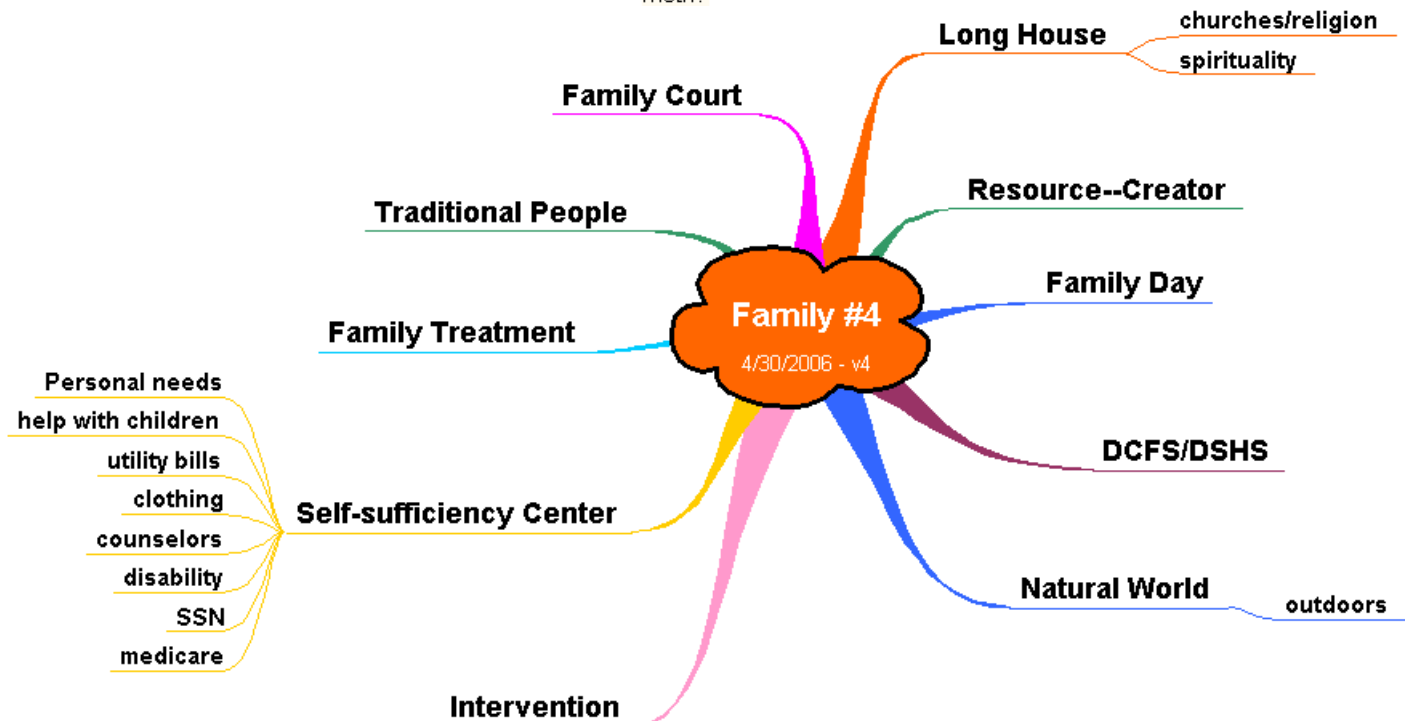 Long House
churches/religion
spirituality
Family Court
Resource--Creator
Traditional People
Family Day
Family #4
4/30/2006 - v4
Family Treatment
DCFS/DSHS
Personal needs
help with children
utility bills
clothing
counselors
disability
SSN
medicare
Self-sufficiency Center
Natural World
outdoors
Intervention